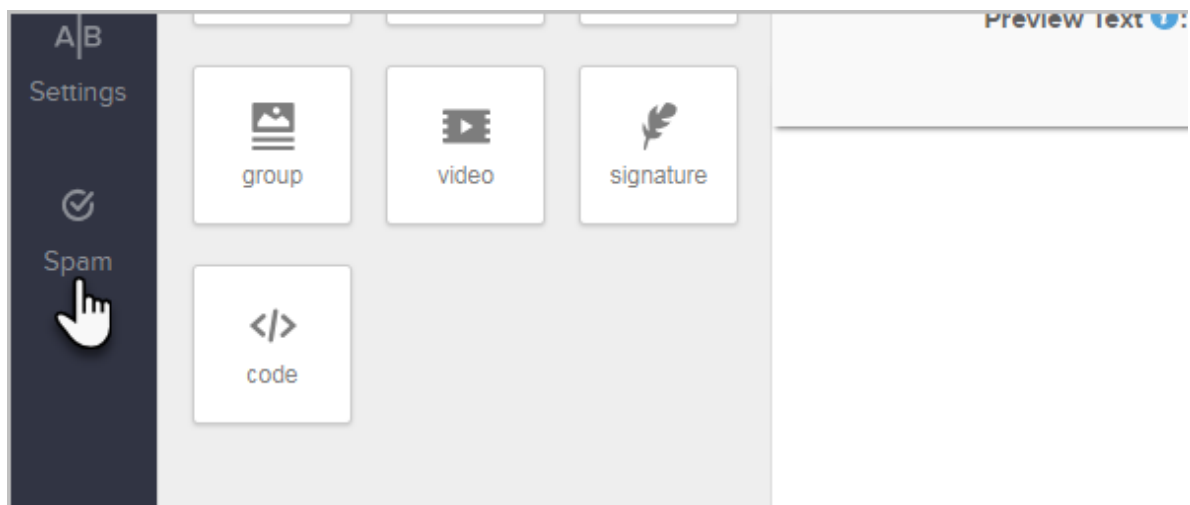 A|B
Settings
Spam
group
video
signature
code
</>
Preview Text i: